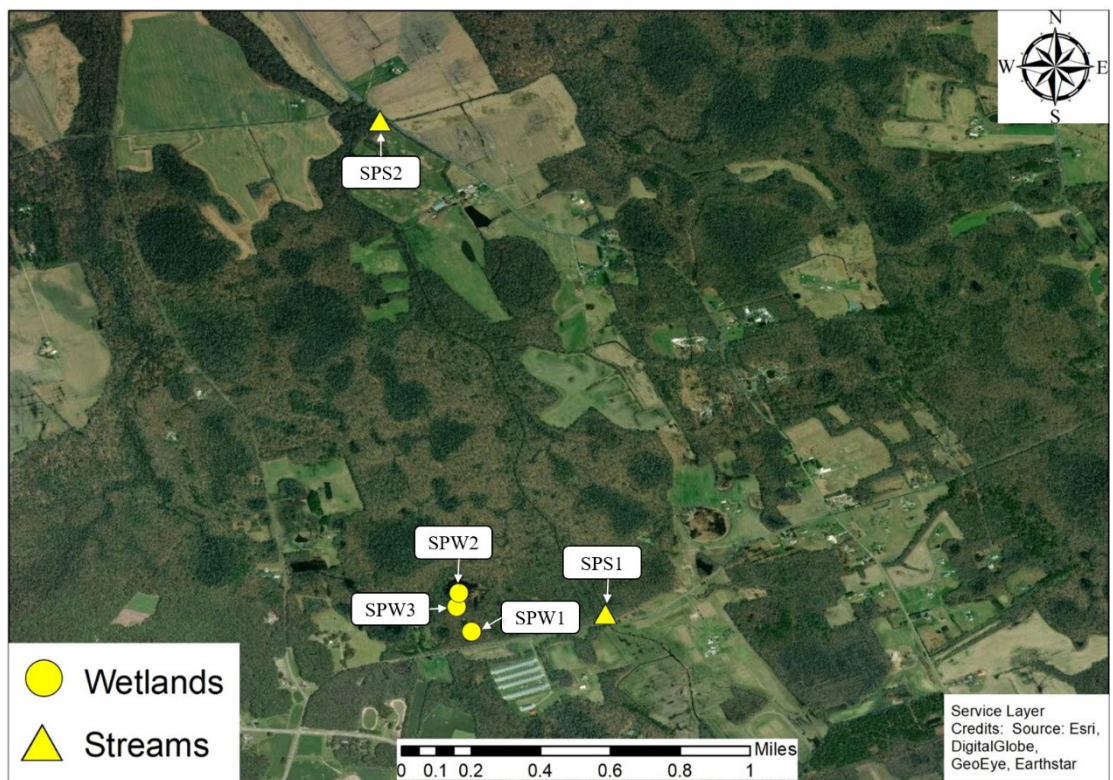 N
W E
S
SPS2
SPW2
SPS1
SPW3
SPW1
Wetlands
Streams
Miles
0 0.1 0.2 0.4 0.6 0.8 1
Service Layer
Credits: Source: Esri,
DigitalGlobe,
GeoEye, Earthstar